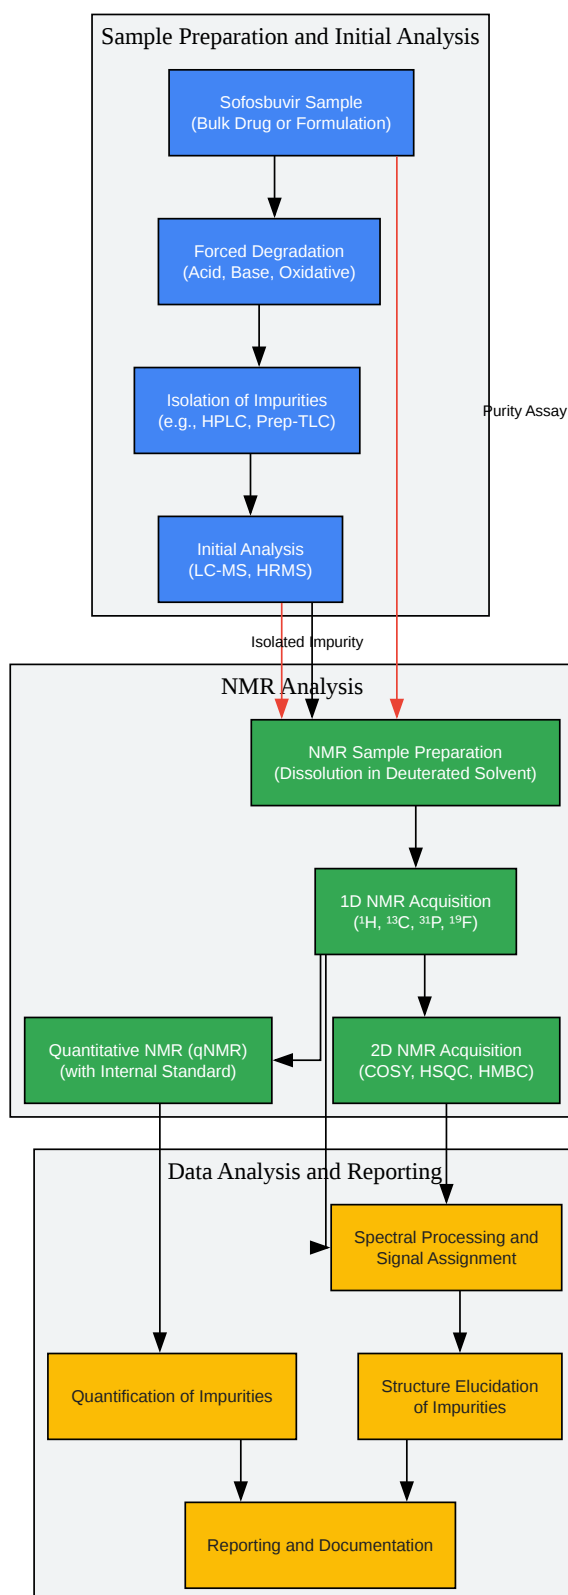 Sample Preparation and Initial Analysis
Sofosbuvir Sample
(Bulk Drug or Formulation)
Forced Degradation
(Acid, Base, Oxidative)
Isolation of Impurities
(e.g., HPLC, Prep-TLC)
Purity Assay
Initial Analysis
(LC-MS, HRMS)
Isolated Impurity
NMR Analysis
NMR Sample Preparation
(Dissolution in Deuterated Solvent)
1D NMR Acquisition
(¹H, ¹³C, ³¹P, ¹⁹F)
Quantitative NMR (qNMR)
(with Internal Standard)
2D NMR Acquisition
(COSY, HSQC, HMBC)
Data Analysis and Reporting
Spectral Processing and
Signal Assignment
Quantification of Impurities
Structure Elucidation
of Impurities
Reporting and Documentation